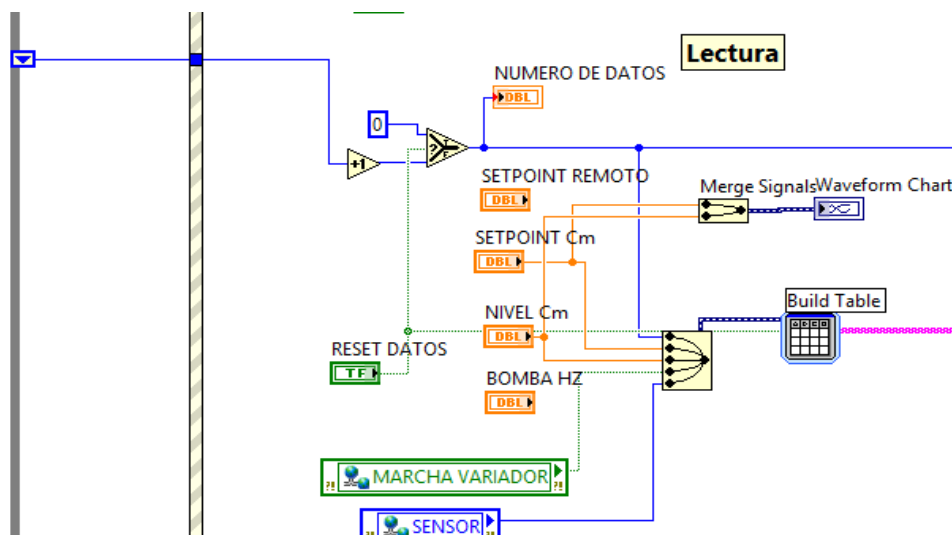 Lectura
NUMERO DE DATOS
DBL
0
?
T
F
+1
SETPOINT REMOTO
DBL
Merge Signals
Waveform Chart
SETPOINT Cm
DBL
Build Table
NIVEL Cm
DBL
RESET DATOS
TF
BOMBA HZ
DBL
?! MARCHA VARIADOR ?!
?! SENSOR ?!